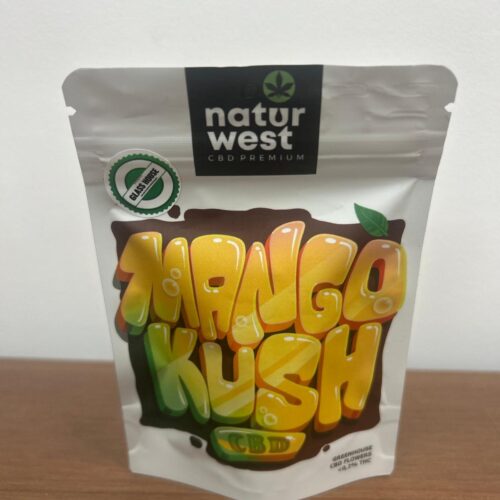 natur
west
CBD PREMIUM
GLASS HOUSE
MANGO
KUSH
CBD
GREENHOUSE
CBD FLOWERS
<0,2% THC